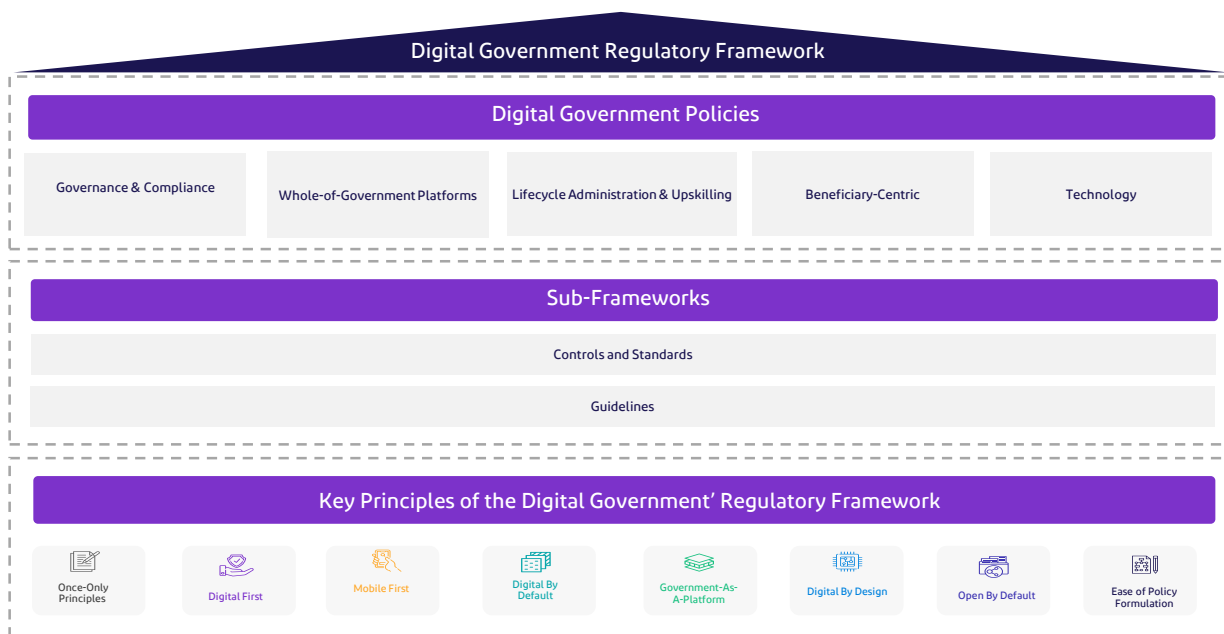 Digital Government Regulatory Framework
Digital Government Policies
Governance & Compliance
Whole-of-Government Platforms
Lifecycle Administration & Upskilling
Beneficiary-Centric
Technology
Sub-Frameworks
Controls and Standards
Guidelines
Key Principles of the Digital Government’ Regulatory Framework
Once-Only
Principles
Digital First
Mobile First
Digital By
Default
Government-As-
A-Platform
Digital By Design
Open By Default
Ease of Policy
Formulation